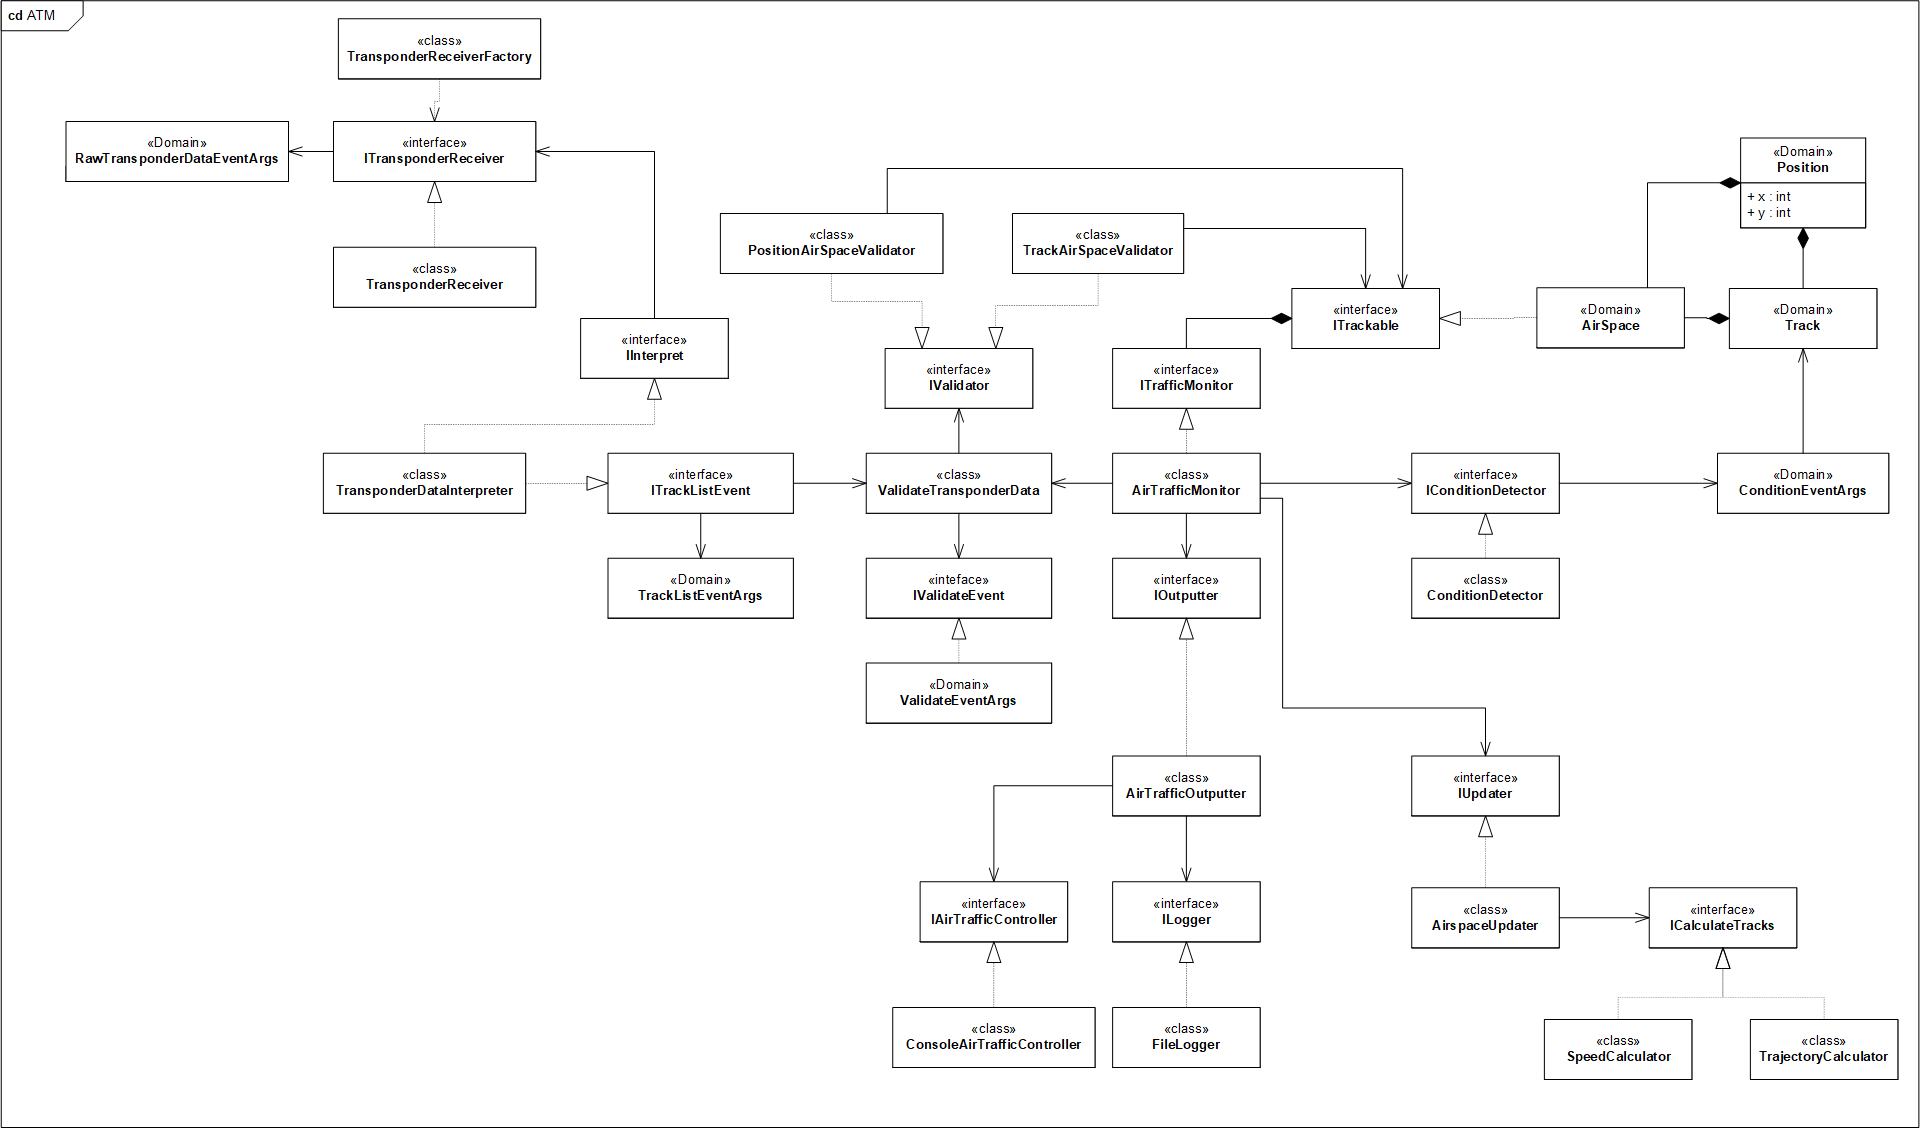 cd ATM
«class»
TransponderReceiverFactory
«Domain»
RawTransponderDataEventArgs
«interface»
ITransponderReceiver
«Domain»
Position
+ x : int
+ y : int
«class»
PositionAirSpaceValidator
«class»
TrackAirSpaceValidator
«class»
TransponderReceiver
«interface»
IInterpret
«interface»
ITrackable
«Domain»
AirSpace
«Domain»
Track
«interface»
IValidator
«interface»
ITrafficMonitor
«class»
TransponderDataInterpreter
«interface»
ITrackListEvent
«class»
ValidateTransponderData
«class»
AirTrafficMonitor
«interface»
IConditionDetector
«Domain»
ConditionEventArgs
«Domain»
TrackListEventArgs
«inteface»
IValidateEvent
«interface»
IOutputter
«class»
ConditionDetector
«Domain»
ValidateEventArgs
«class»
AirTrafficOutputter
«interface»
IUpdater
«interface»
IAirTrafficController
«interface»
ILogger
«class»
AirspaceUpdater
«interface»
ICalculateTracks
«class»
ConsoleAirTrafficController
«class»
FileLogger
«class»
SpeedCalculator
«class»
TrajectoryCalculator